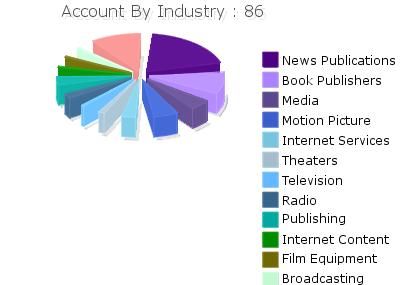 Account By Industry : 86
News Publications
Book Publishers
Media
Motion Picture
Internet Services
Theaters
Television
Radio
Publishing
Internet Content
Film Equipment
Broadcasting